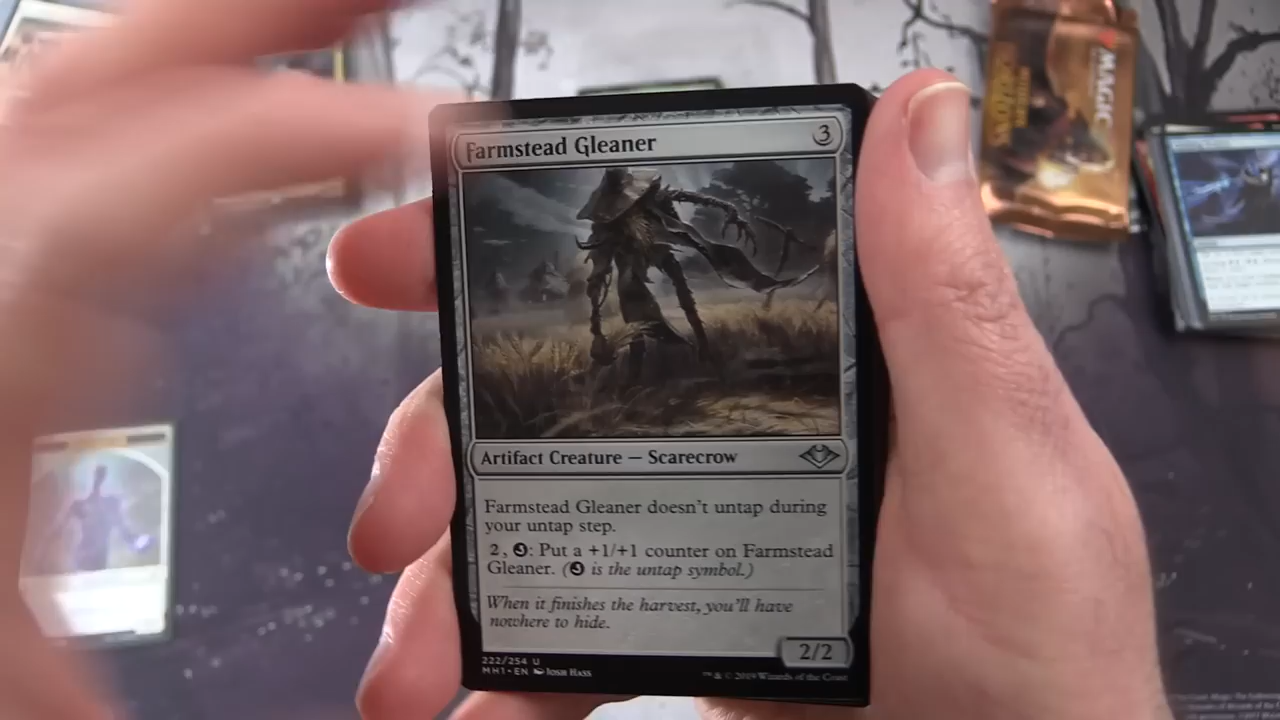 Farmstead Gleaner
3
MAGIC
Artifact Creature — Scarecrow
Farmstead Gleaner doesn't untap during
your untap step.
2, : Put a +1/+1 counter on Farmstead
Gleaner. ( is the untap symbol.)
When it finishes the harvest, you'll have
nowhere to hide.
2/2
222/254 U
MH1 • EN Josh Hass
™ & © 2019 Wizards of the Coast